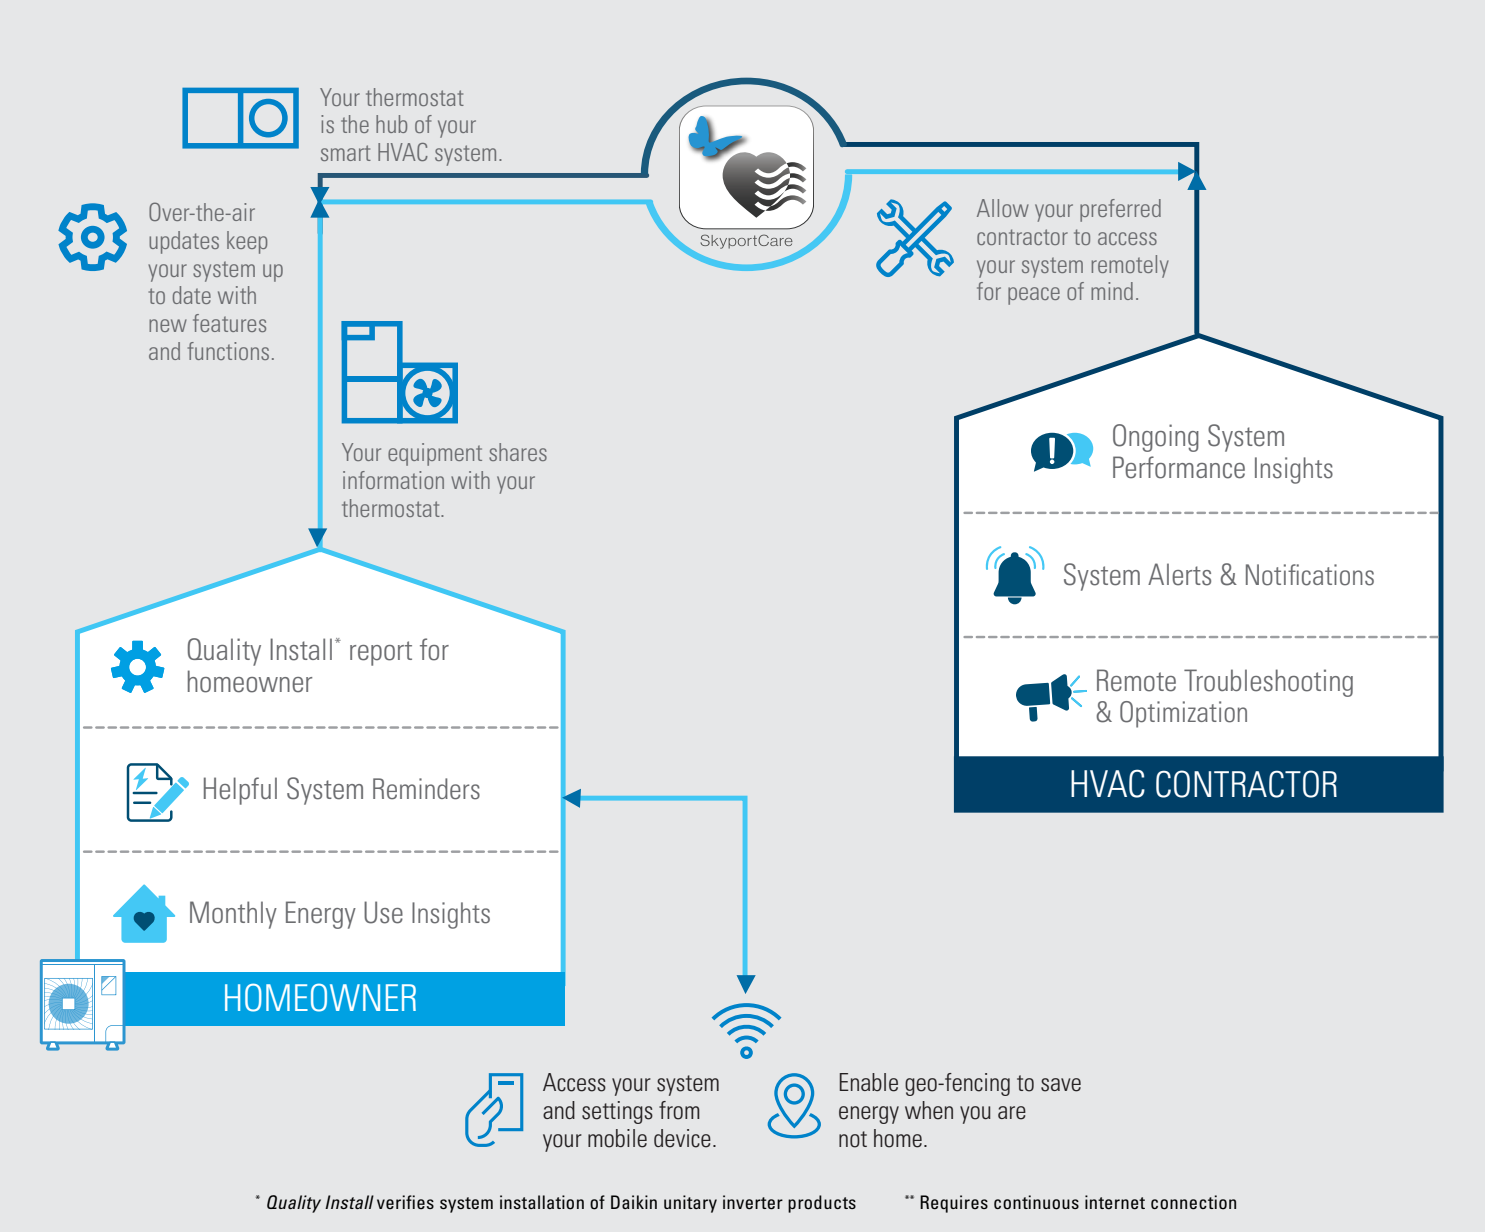 Your thermostat
is the hub of your
smart HVAC system.
SkyportCare
Over-the-air
updates keep
your system up
to date with
new features
and functions.
Allow your preferred
contractor to access
your system remotely
for peace of mind.
Your equipment shares
information with your
thermostat.
Ongoing System
Performance Insights
System Alerts & Notifications
Remote Troubleshooting
& Optimization
HVAC CONTRACTOR
Quality Install* report for
homeowner
Helpful System Reminders
Monthly Energy Use Insights
HOMEOWNER
Access your system
and settings from
your mobile device.
Enable geo-fencing to save
energy when you are
not home.
* Quality Install verifies system installation of Daikin unitary inverter products
** Requires continuous internet connection